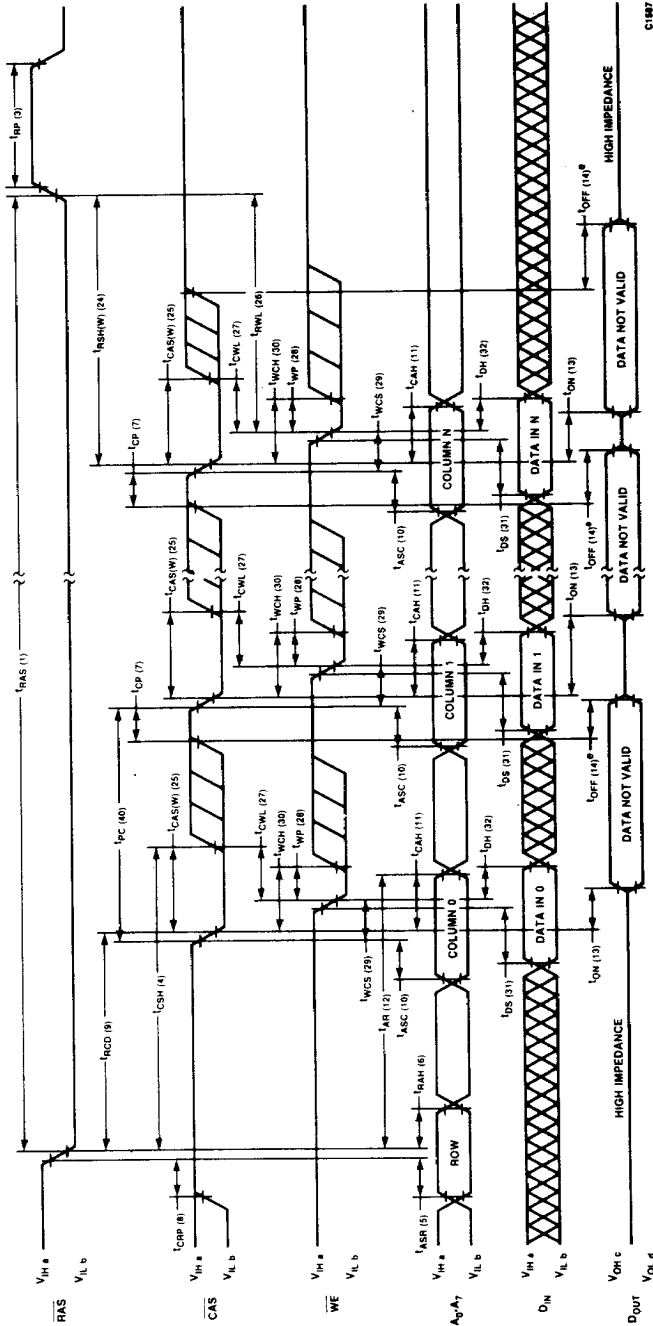 tRAS (1)
tRP (3)
RAS
VIH a
VIL b
tRCD (9)
tPC (40)
tRSH(W) (24)
tCSH (4)
tCRP (8)
tCAS(W) (25)
tCP (7)
tCAS(W) (25)
tCP (7)
tCAS(W) (25)
CAS
VIH a
VIL b
tCWL (27)
tCWL (27)
tCWL (27)
tRWL (26)
tWCH (30)
tWP (28)
tWCH (30)
tWP (28)
tWCH (30)
tWP (28)
WE
VIH a
VIL b
tWCS (29)
tWCS (29)
tWCS (29)
tAR (12)
tRAH (6)
tASR (5)
tASC (10)
tCAH (11)
tASC (10)
tCAH (11)
tASC (10)
tCAH (11)
A0-A7
VIH a
VIL b
ROW
COLUMN 0
COLUMN 1
COLUMN N
tDS (31)
tDH (32)
tDS (31)
tDH (32)
tDS (31)
tDH (32)
DIN
VIH a
VIL b
DATA IN 0
DATA IN 1
DATA IN N
tON (13)
tOFF (14)e
tON (13)
tOFF (14)e
tON (13)
tOFF (14)e
DOUT
VOH c
VOL d
HIGH IMPEDANCE
DATA NOT VALID
DATA NOT VALID
DATA NOT VALID
HIGH IMPEDANCE
C1587